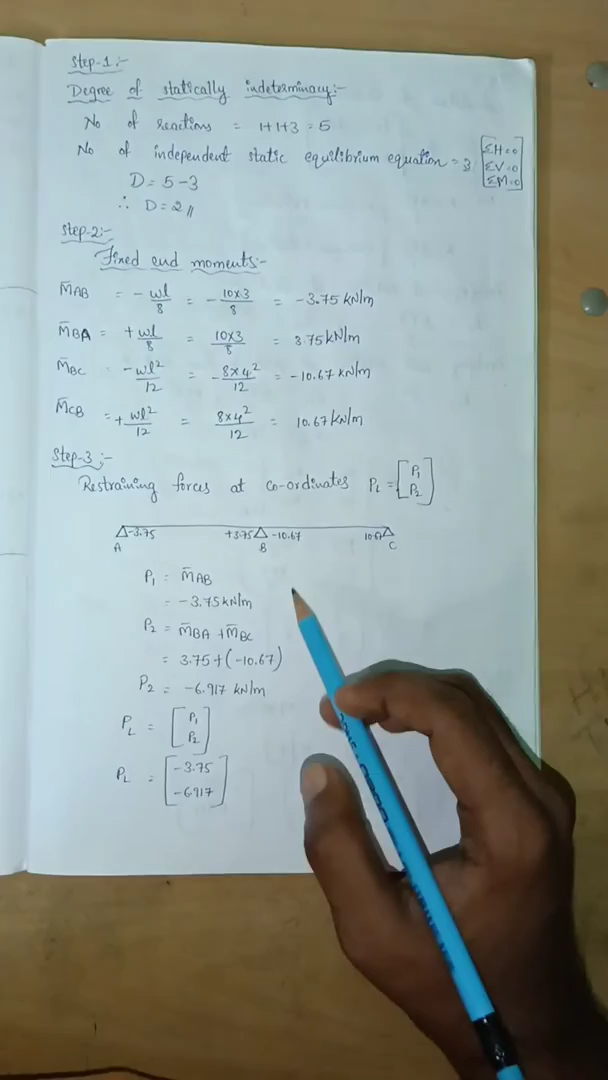 Step-1:-
Degree of statically indeterminacy:-
No of reactions = 1+1+3 = 5
No of independent static equilibrium equation = 3 [ΣH=0 ΣV=0 ΣM=0]
D = 5-3
∴ D = 2//
Step-2:-
Fixed end moments:-
M̄AB = - wl/8 = - 10×3/8 = -3.75 kN/m
M̄BA = + wl/8 = 10×3/8 = 3.75 kN/m
M̄BC = -wl²/12 = -8×4²/12 = -10.67 kN/m
M̄CB = + wl²/12 = 8×4²/12 = 10.67 kN/m
Step-3:-
Restraining forces at co-ordinates PL = [P1 P2]
-3.75 +3.75 -10.67 10.67
A B C
P1 = M̄AB
= -3.75 kN/m
P2 = M̄BA + M̄BC
= 3.75+(-10.67)
P2 = -6.917 kN/m
PL = [P1 P2]
PL = [-3.75 -6.917]